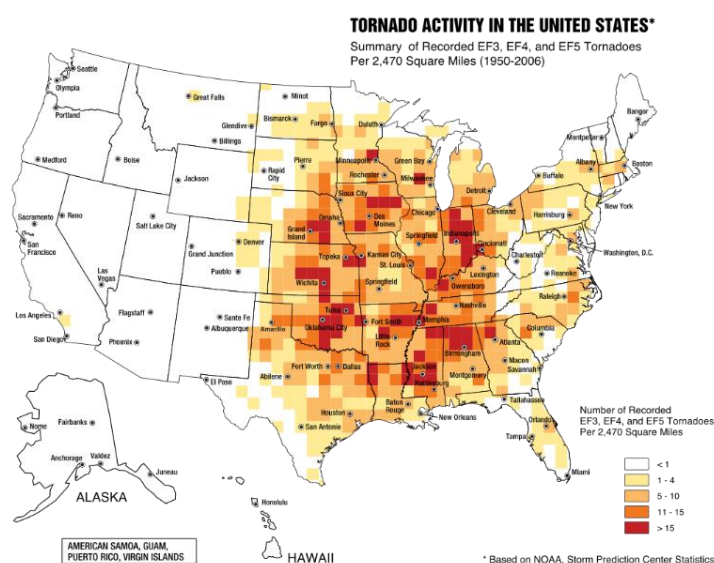 TORNADO ACTIVITY IN THE UNITED STATES*
Summary of Recorded EF3, EF4, and EF5 Tornadoes
Per 2,470 Square Miles (1950-2006)
Seattle
Olympia
Portland
Medford
Boise
Great Falls
Glendive
Billings
Jackson
Minot
Bismarck
Fargo
Duluth
Pierre
Rapid
City
Minneapolis
Rochester
Green Bay
Milwaukee
Sioux City
Detroit
Bangor
Montpelier
Albany
Boston
Buffalo
New York
Harrisburg
Cleveland
Chicago
Omaha
Des
Moines
Grand
Island
Sacramento
San
Francisco
Reno
Salt Lake City
Grand Junction
Denver
Pueblo
Las
Vegas
Topeka
Kansas City
St. Louis
Springfield
Indianapolis
Cincinnati
Charleston
Washington, D.C.
Roanoke
Lexington
Owensboro
Wichita
Springfield
Raleigh
Nashville
Los Angeles
San Diego
Flagstaff
Phoenix
Santa Fe
Albuquerque
Amarillo
Tulsa
Oklahoma City
Fort Smith
Little
Rock
Memphis
Columbia
Atlanta
Birmingham
Macon
Savannah
Montgomery
El Paso
Abilene
Fort Worth
Dallas
Jackson
Hattiesburg
Tallahassee
Baton
Rouge
New Orleans
Houston
San Antonio
Orlando
Tampa
Miami
Nome
Fairbanks
Anchorage
Valdez
Juneau
ALASKA
Honolulu
HAWAII
AMERICAN SAMOA, GUAM,
PUERTO RICO, VIRGIN ISLANDS
Number of Recorded
EF3, EF4, and EF5 Tornadoes
Per 2,470 Square Miles
< 1
1 - 4
5 - 10
11 - 15
> 15
* Based on NOAA, Storm Prediction Center Statistics